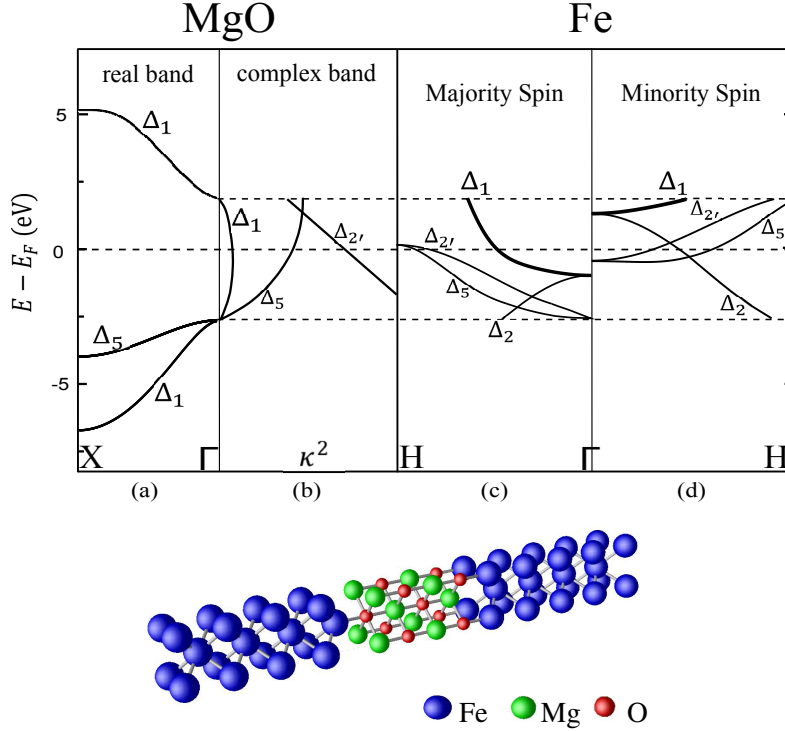 MgO Fe
real band complex band Majority Spin Minority Spin
E − E_F (eV)
5
0
-5
Δ₁
Δ₅
Δ₁
Δ₁
Δ₅
Δ₂′
Δ₁
Δ₂′
Δ₅
Δ₂
Δ₁
Δ₂′
Δ₅
Δ₂
X Γ κ² H Γ H
(a) (b) (c) (d)
Fe Mg O